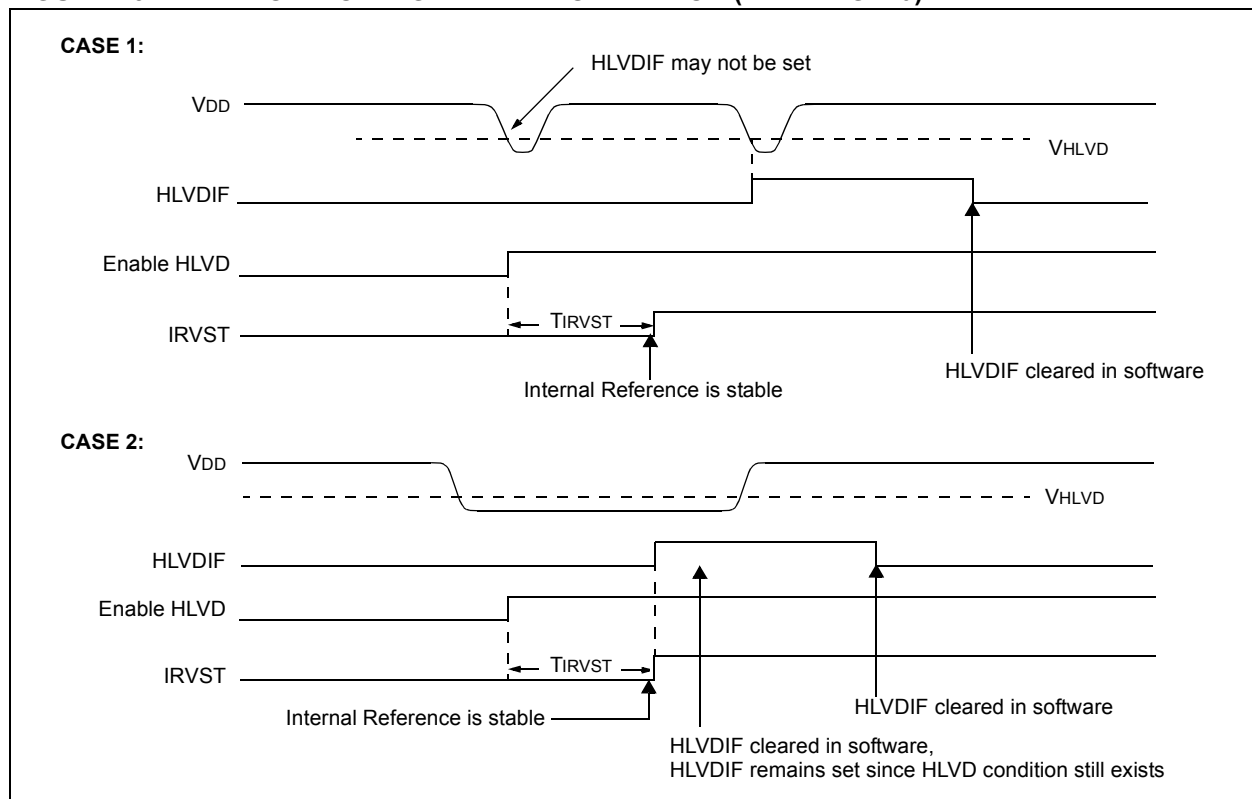 CASE 1:
HLVDIF may not be set
VDD
VHLVD
HLVDIF
Enable HLVD
TIRVST
IRVST
HLVDIF cleared in software
Internal Reference is stable
CASE 2:
VDD
VHLVD
HLVDIF
Enable HLVD
TIRVST
IRVST
Internal Reference is stable
HLVDIF cleared in software
HLVDIF cleared in software,
HLVDIF remains set since HLVD condition still exists